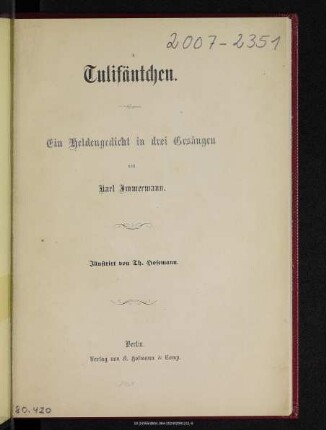 2007-2351
Tulifäntchen.
Ein Heldengedicht in drei Gesängen
von
Karl Immermann.
Illustrirt von Th. Hosemann.
Berlin.
Verlag von A. Hofmann & Comp.
80.420